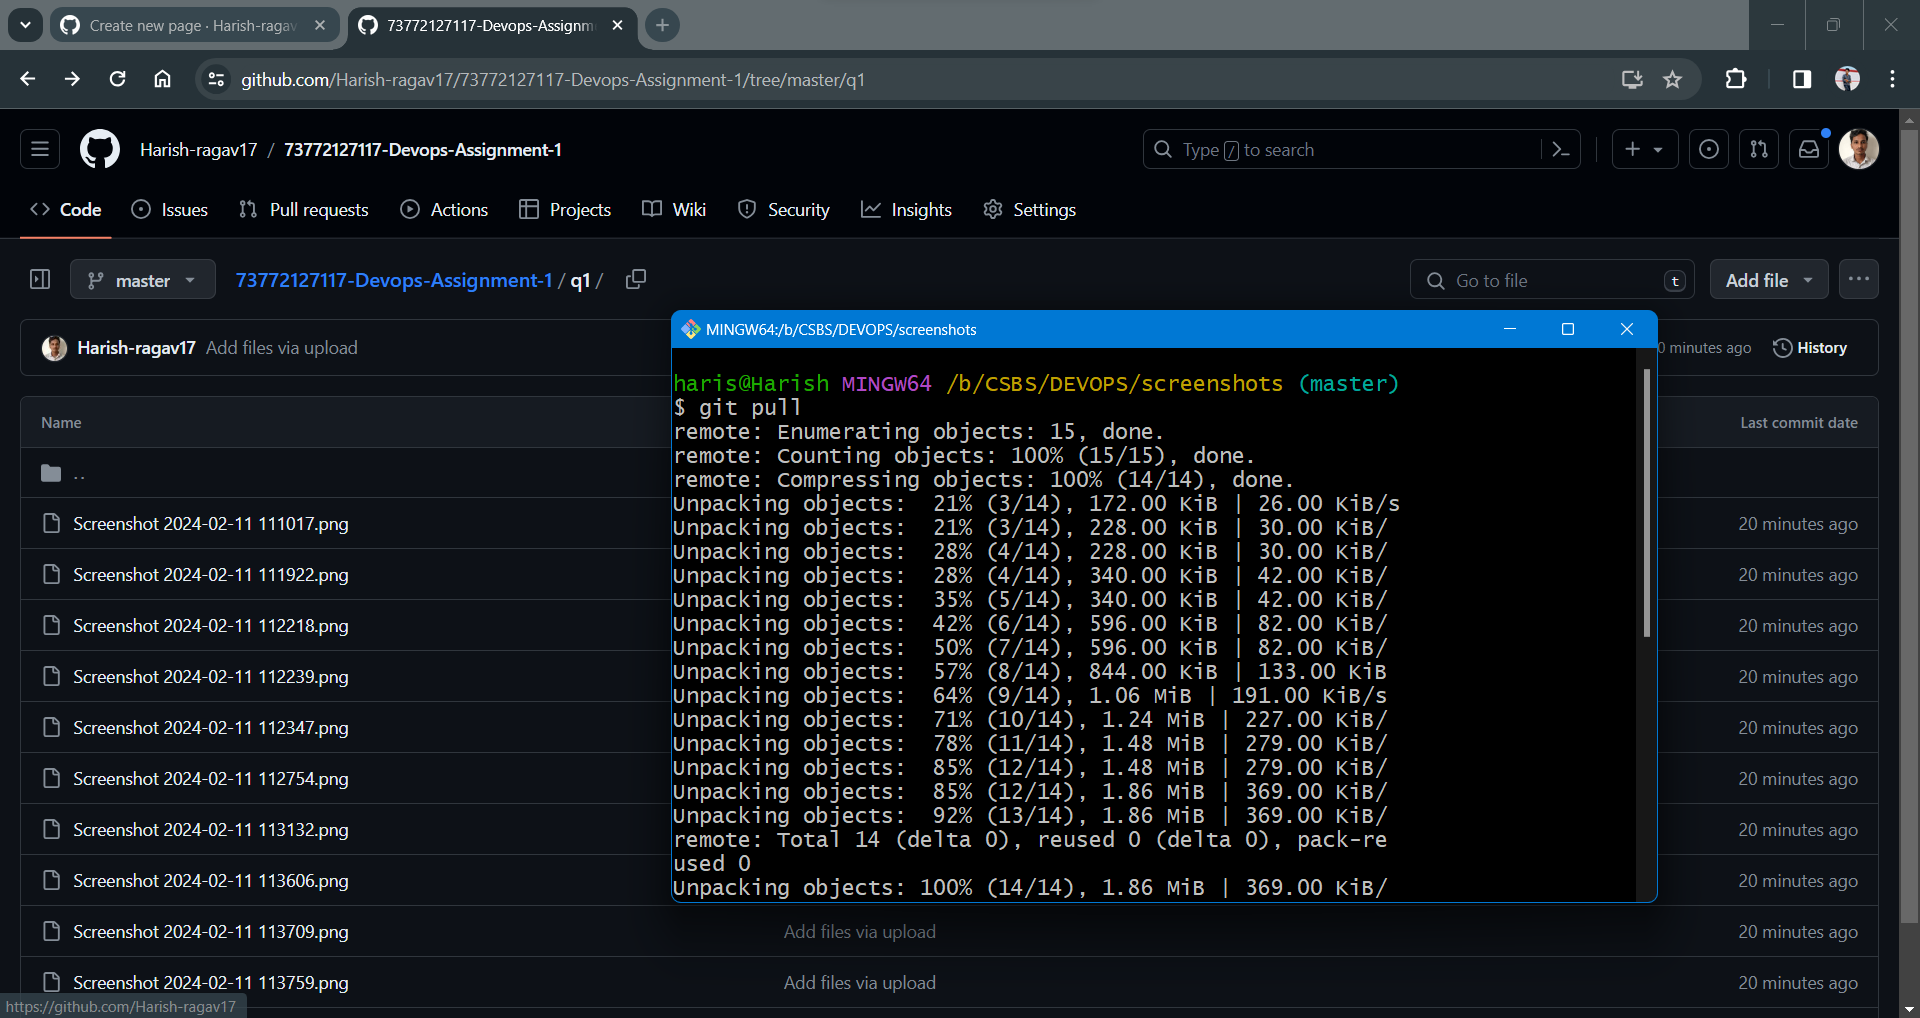 Create new page · Harish-ragav
73772127117-Devops-Assignm
github.com/Harish-ragav17/73772127117-Devops-Assignment-1/tree/master/q1
Harish-ragav17 / 73772127117-Devops-Assignment-1
Type / to search
Code Issues Pull requests Actions Projects Wiki Security Insights Settings
master
73772127117-Devops-Assignment-1 / q1 /
Go to file t
Add file
Harish-ragav17 Add files via upload
0 minutes ago History
Name
Last commit date
..
Screenshot 2024-02-11 111017.png 20 minutes ago
Screenshot 2024-02-11 111922.png 20 minutes ago
Screenshot 2024-02-11 112218.png 20 minutes ago
Screenshot 2024-02-11 112239.png 20 minutes ago
Screenshot 2024-02-11 112347.png 20 minutes ago
Screenshot 2024-02-11 112754.png 20 minutes ago
Screenshot 2024-02-11 113132.png 20 minutes ago
Screenshot 2024-02-11 113606.png 20 minutes ago
Screenshot 2024-02-11 113709.png Add files via upload 20 minutes ago
Screenshot 2024-02-11 113759.png Add files via upload 20 minutes ago
https://github.com/Harish-ragav17
MINGW64:/b/CSBS/DEVOPS/screenshots
haris@Harish MINGW64 /b/CSBS/DEVOPS/screenshots (master)
$ git pull
remote: Enumerating objects: 15, done.
remote: Counting objects: 100% (15/15), done.
remote: Compressing objects: 100% (14/14), done.
Unpacking objects:  21% (3/14), 172.00 KiB | 26.00 KiB/s
Unpacking objects:  21% (3/14), 228.00 KiB | 30.00 KiB/
Unpacking objects:  28% (4/14), 228.00 KiB | 30.00 KiB/
Unpacking objects:  28% (4/14), 340.00 KiB | 42.00 KiB/
Unpacking objects:  35% (5/14), 340.00 KiB | 42.00 KiB/
Unpacking objects:  42% (6/14), 596.00 KiB | 82.00 KiB/
Unpacking objects:  50% (7/14), 596.00 KiB | 82.00 KiB/
Unpacking objects:  57% (8/14), 844.00 KiB | 133.00 KiB
Unpacking objects:  64% (9/14), 1.06 MiB | 191.00 KiB/s
Unpacking objects:  71% (10/14), 1.24 MiB | 227.00 KiB/
Unpacking objects:  78% (11/14), 1.48 MiB | 279.00 KiB/
Unpacking objects:  85% (12/14), 1.48 MiB | 279.00 KiB/
Unpacking objects:  85% (12/14), 1.86 MiB | 369.00 KiB/
Unpacking objects:  92% (13/14), 1.86 MiB | 369.00 KiB/
remote: Total 14 (delta 0), reused 0 (delta 0), pack-re
used 0
Unpacking objects: 100% (14/14), 1.86 MiB | 369.00 KiB/